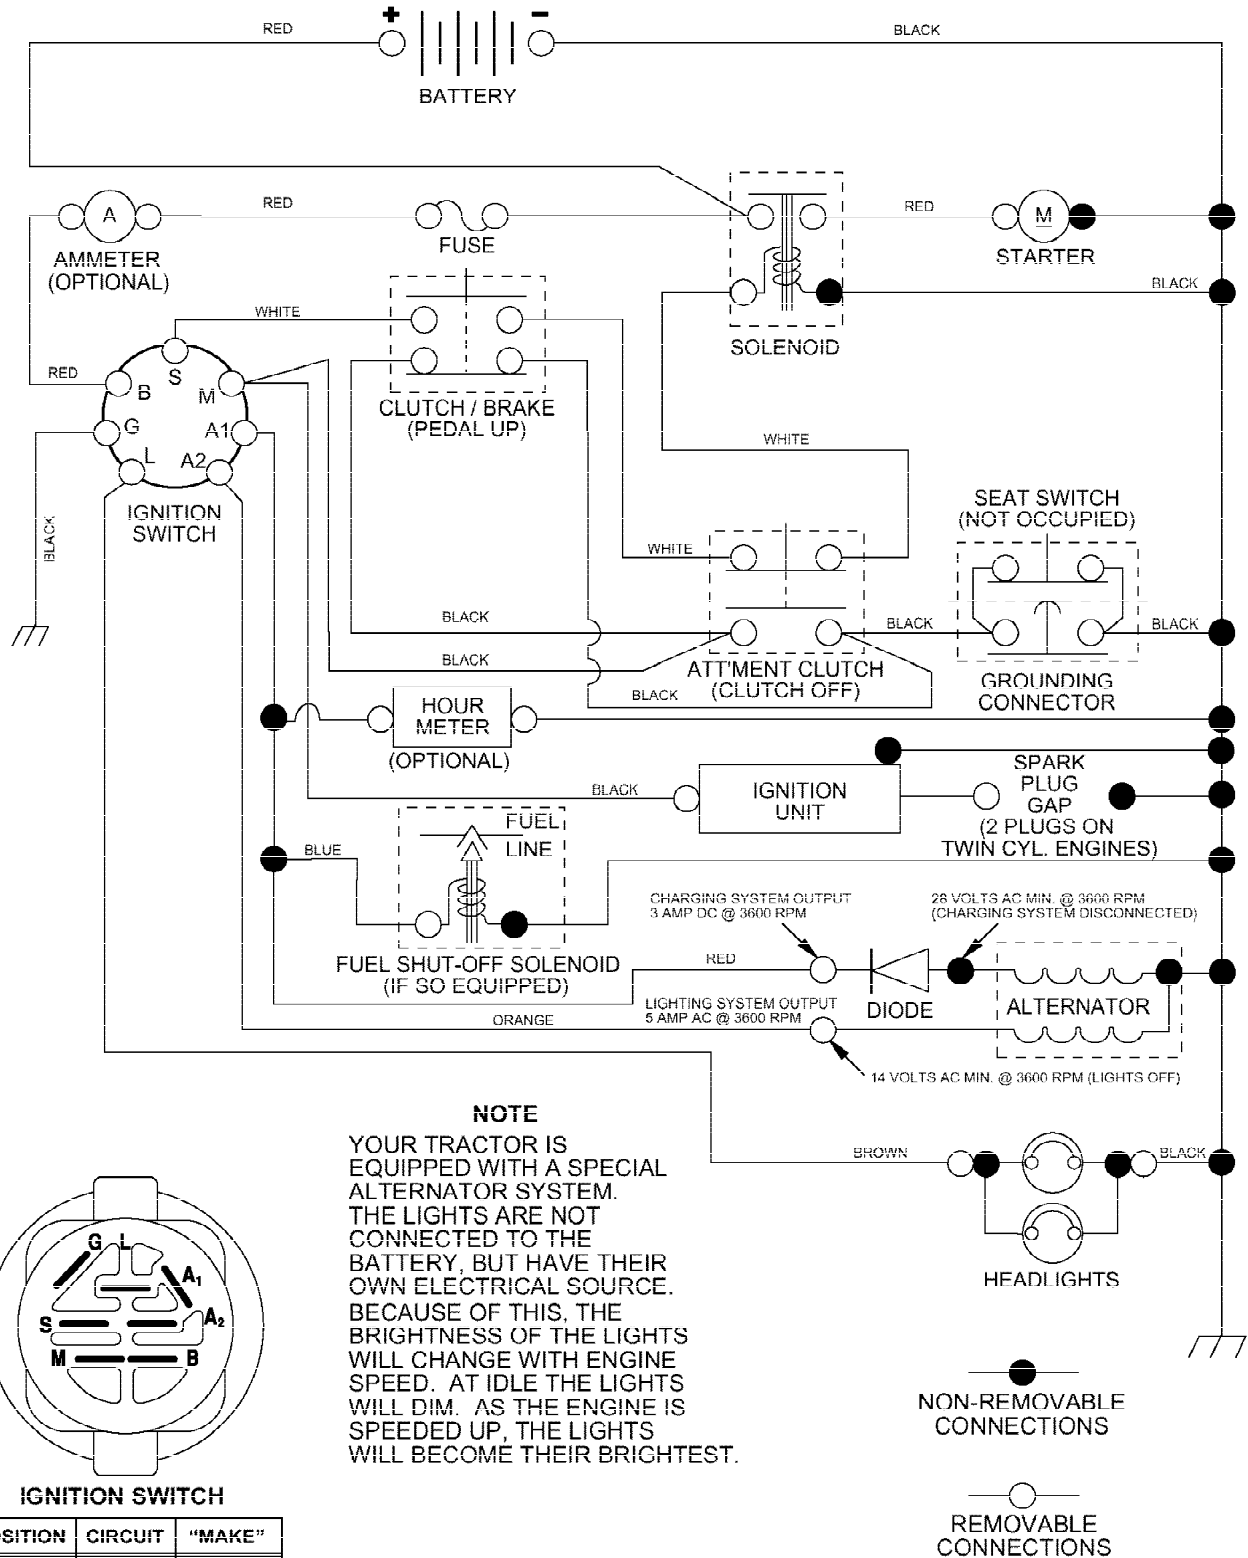 + -
RED
BLACK
BATTERY
A
RED
FUSE
RED
M
STARTER
AMMETER
(OPTIONAL)
BLACK
SOLENOID
WHITE
RED
S
B
M
G
A1
L
A2
IGNITION
SWITCH
BLACK
CLUTCH / BRAKE
(PEDAL UP)
WHITE
SEAT SWITCH
(NOT OCCUPIED)
WHITE
BLACK
BLACK
BLACK
BLACK
ATT'MENT CLUTCH
(CLUTCH OFF)
BLACK
GROUNDING
CONNECTOR
HOUR
METER
(OPTIONAL)
BLACK
IGNITION
UNIT
SPARK
PLUG
GAP
(2 PLUGS ON
TWIN CYL. ENGINES)
FUEL
LINE
BLUE
FUEL SHUT-OFF SOLENOID
(IF SO EQUIPPED)
CHARGING SYSTEM OUTPUT
3 AMP DC @ 3600 RPM
28 VOLTS AC MIN. @ 3600 RPM
(CHARGING SYSTEM DISCONNECTED)
RED
DIODE
ALTERNATOR
LIGHTING SYSTEM OUTPUT
5 AMP AC @ 3600 RPM
ORANGE
14 VOLTS AC MIN. @ 3600 RPM (LIGHTS OFF)
BROWN
BLACK
HEADLIGHTS
NOTE
YOUR TRACTOR IS
EQUIPPED WITH A SPECIAL
ALTERNATOR SYSTEM.
THE LIGHTS ARE NOT
CONNECTED TO THE
BATTERY, BUT HAVE THEIR
OWN ELECTRICAL SOURCE.
BECAUSE OF THIS, THE
BRIGHTNESS OF THE LIGHTS
WILL CHANGE WITH ENGINE
SPEED. AT IDLE THE LIGHTS
WILL DIM. AS THE ENGINE IS
SPEEDED UP, THE LIGHTS
WILL BECOME THEIR BRIGHTEST.
G L
A1
S
A2
M
B
IGNITION SWITCH
OSITION CIRCUIT "MAKE"
NON-REMOVABLE
CONNECTIONS
REMOVABLE
CONNECTIONS